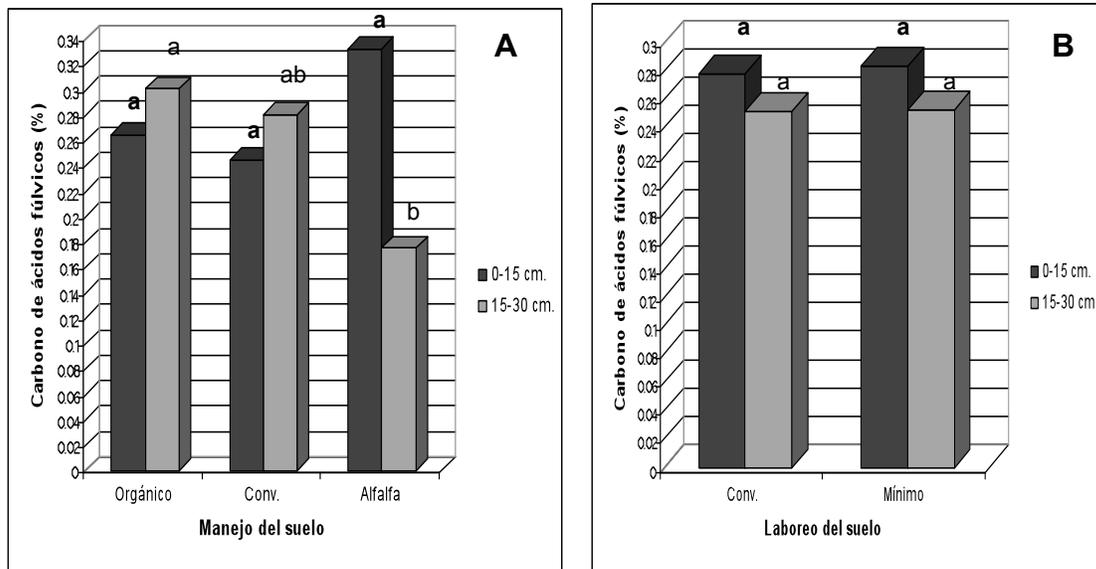 A
Carbono de ácidos fúlvicos (%)
0.34
0.32
0.3
0.28
0.26
0.24
0.22
0.2
0.18
0.16
0.14
0.12
0.1
0.08
0.06
0.04
0.02
0
a
a
a
ab
a
b
Orgánico
Conv.
Alfalfa
Manejo del suelo
0-15 cm.
15-30 cm.
B
Carbono de ácidos fúlvicos (%)
0.3
0.28
0.26
0.24
0.22
0.2
0.18
0.16
0.14
0.12
0.1
0.08
0.06
0.04
0.02
0
a
a
a
a
Conv.
Mínimo
Laboreo del suelo
0-15 cm.
15-30 cm